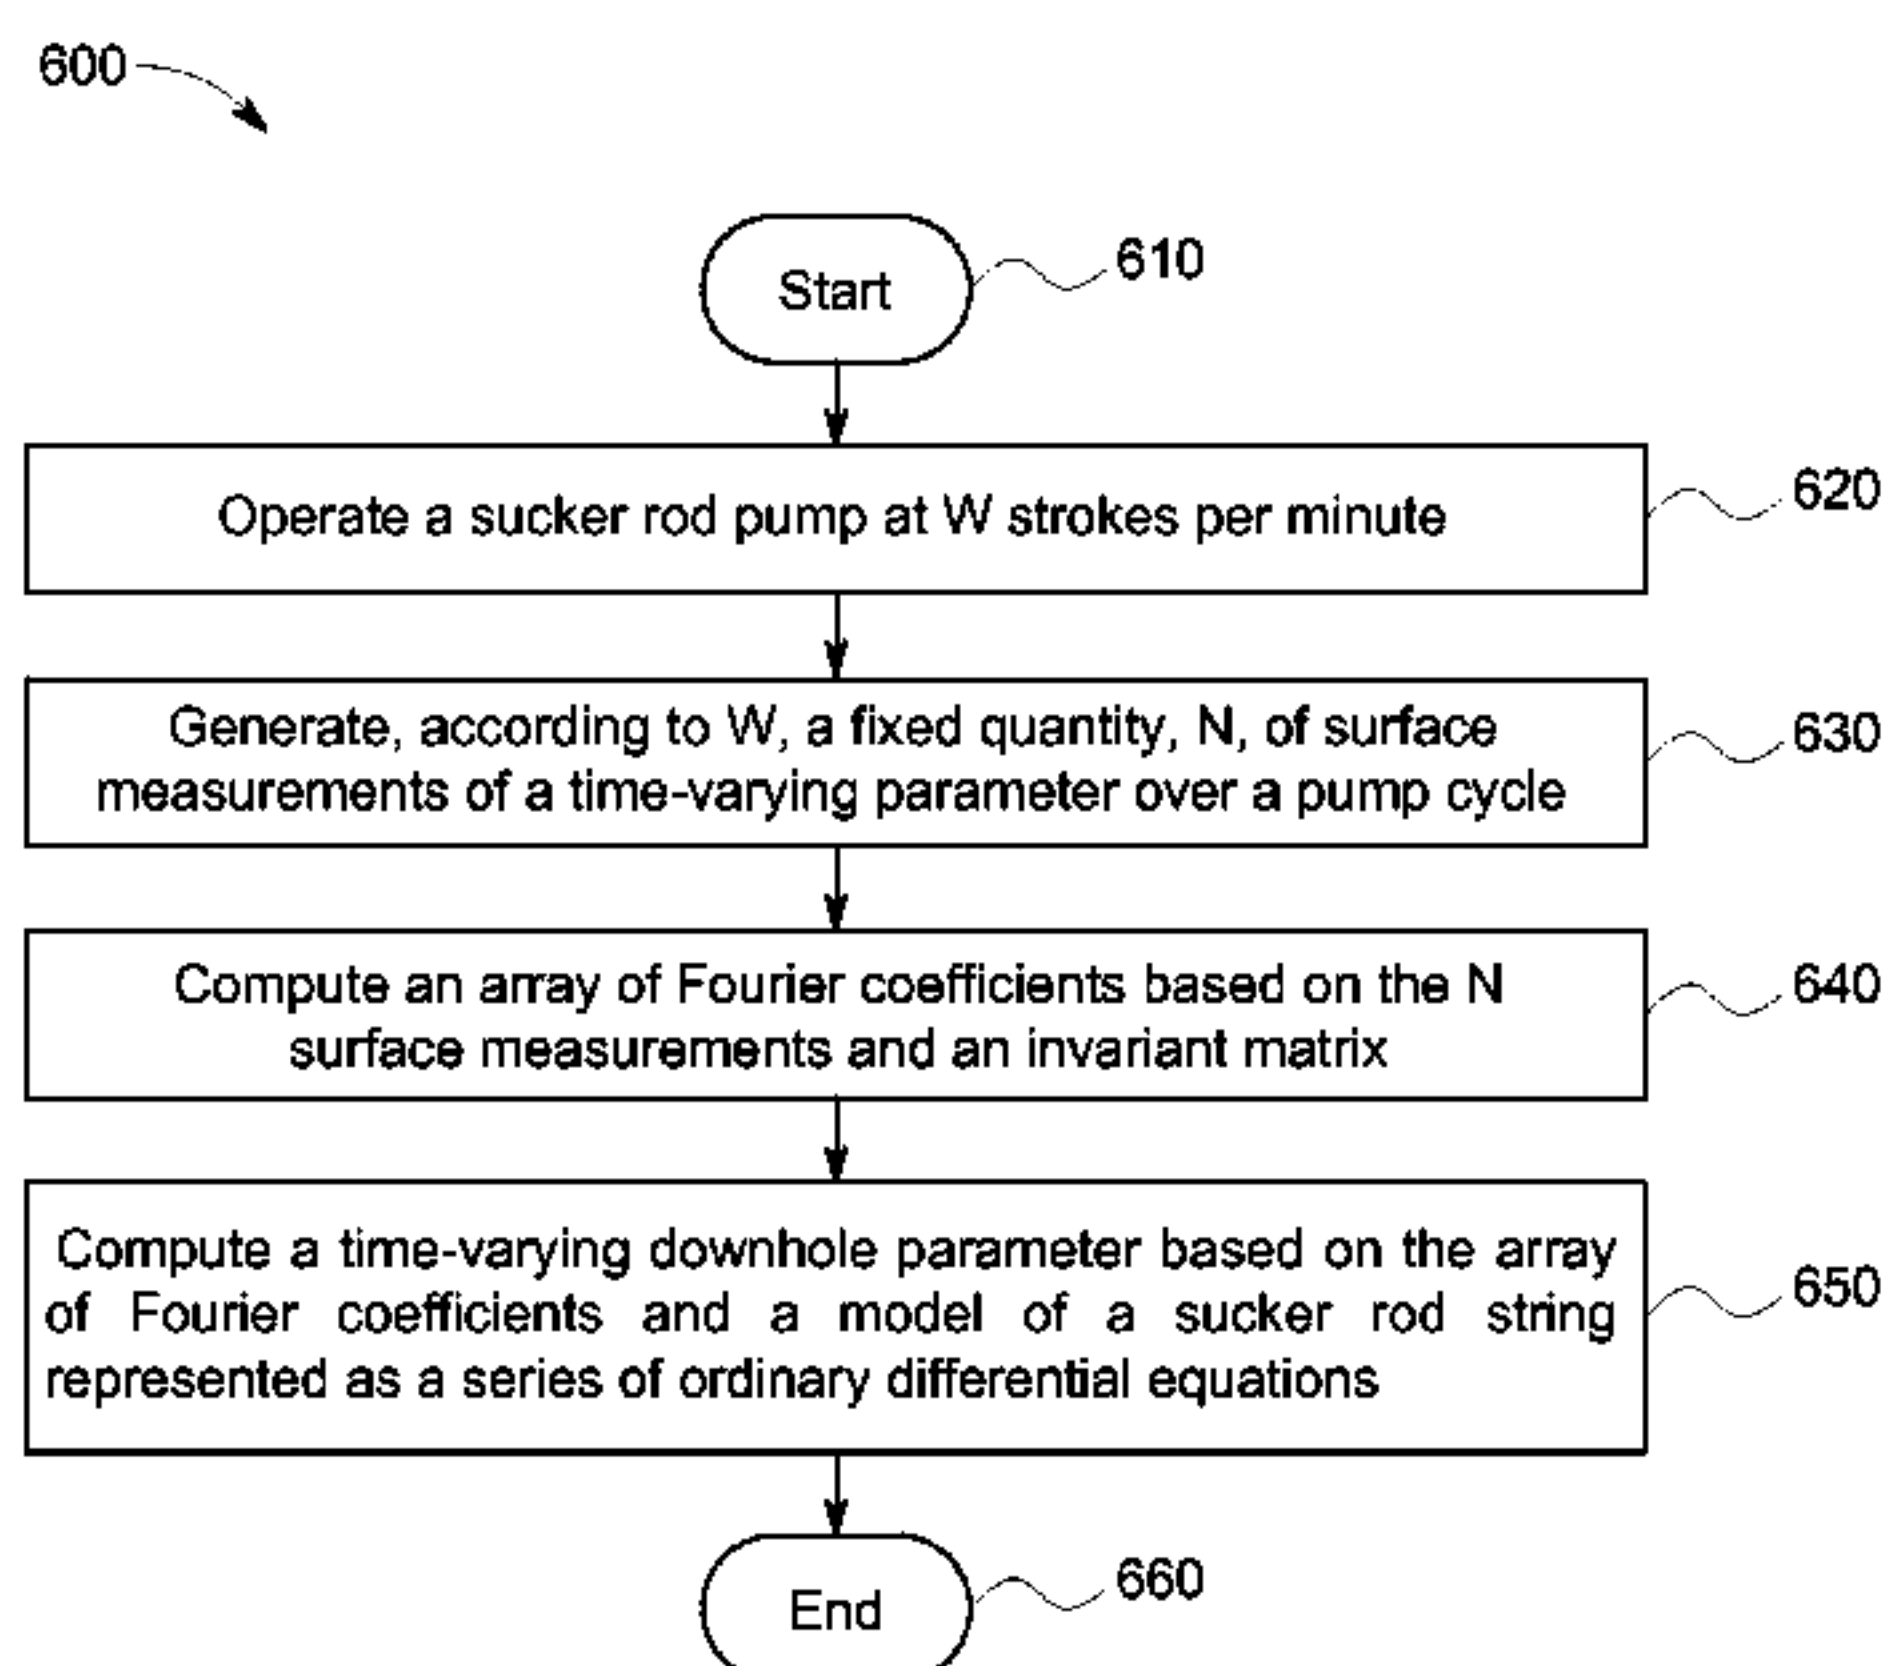 600
Start
610
Operate a sucker rod pump at W strokes per minute
620
Generate, according to W, a fixed quantity, N, of surface
measurements of a time-varying parameter over a pump cycle
630
Compute an array of Fourier coefficients based on the N
surface measurements and an invariant matrix
640
Compute a time-varying downhole parameter based on the array
of Fourier coefficients and a model of a sucker rod string
represented as a series of ordinary differential equations
650
End
660